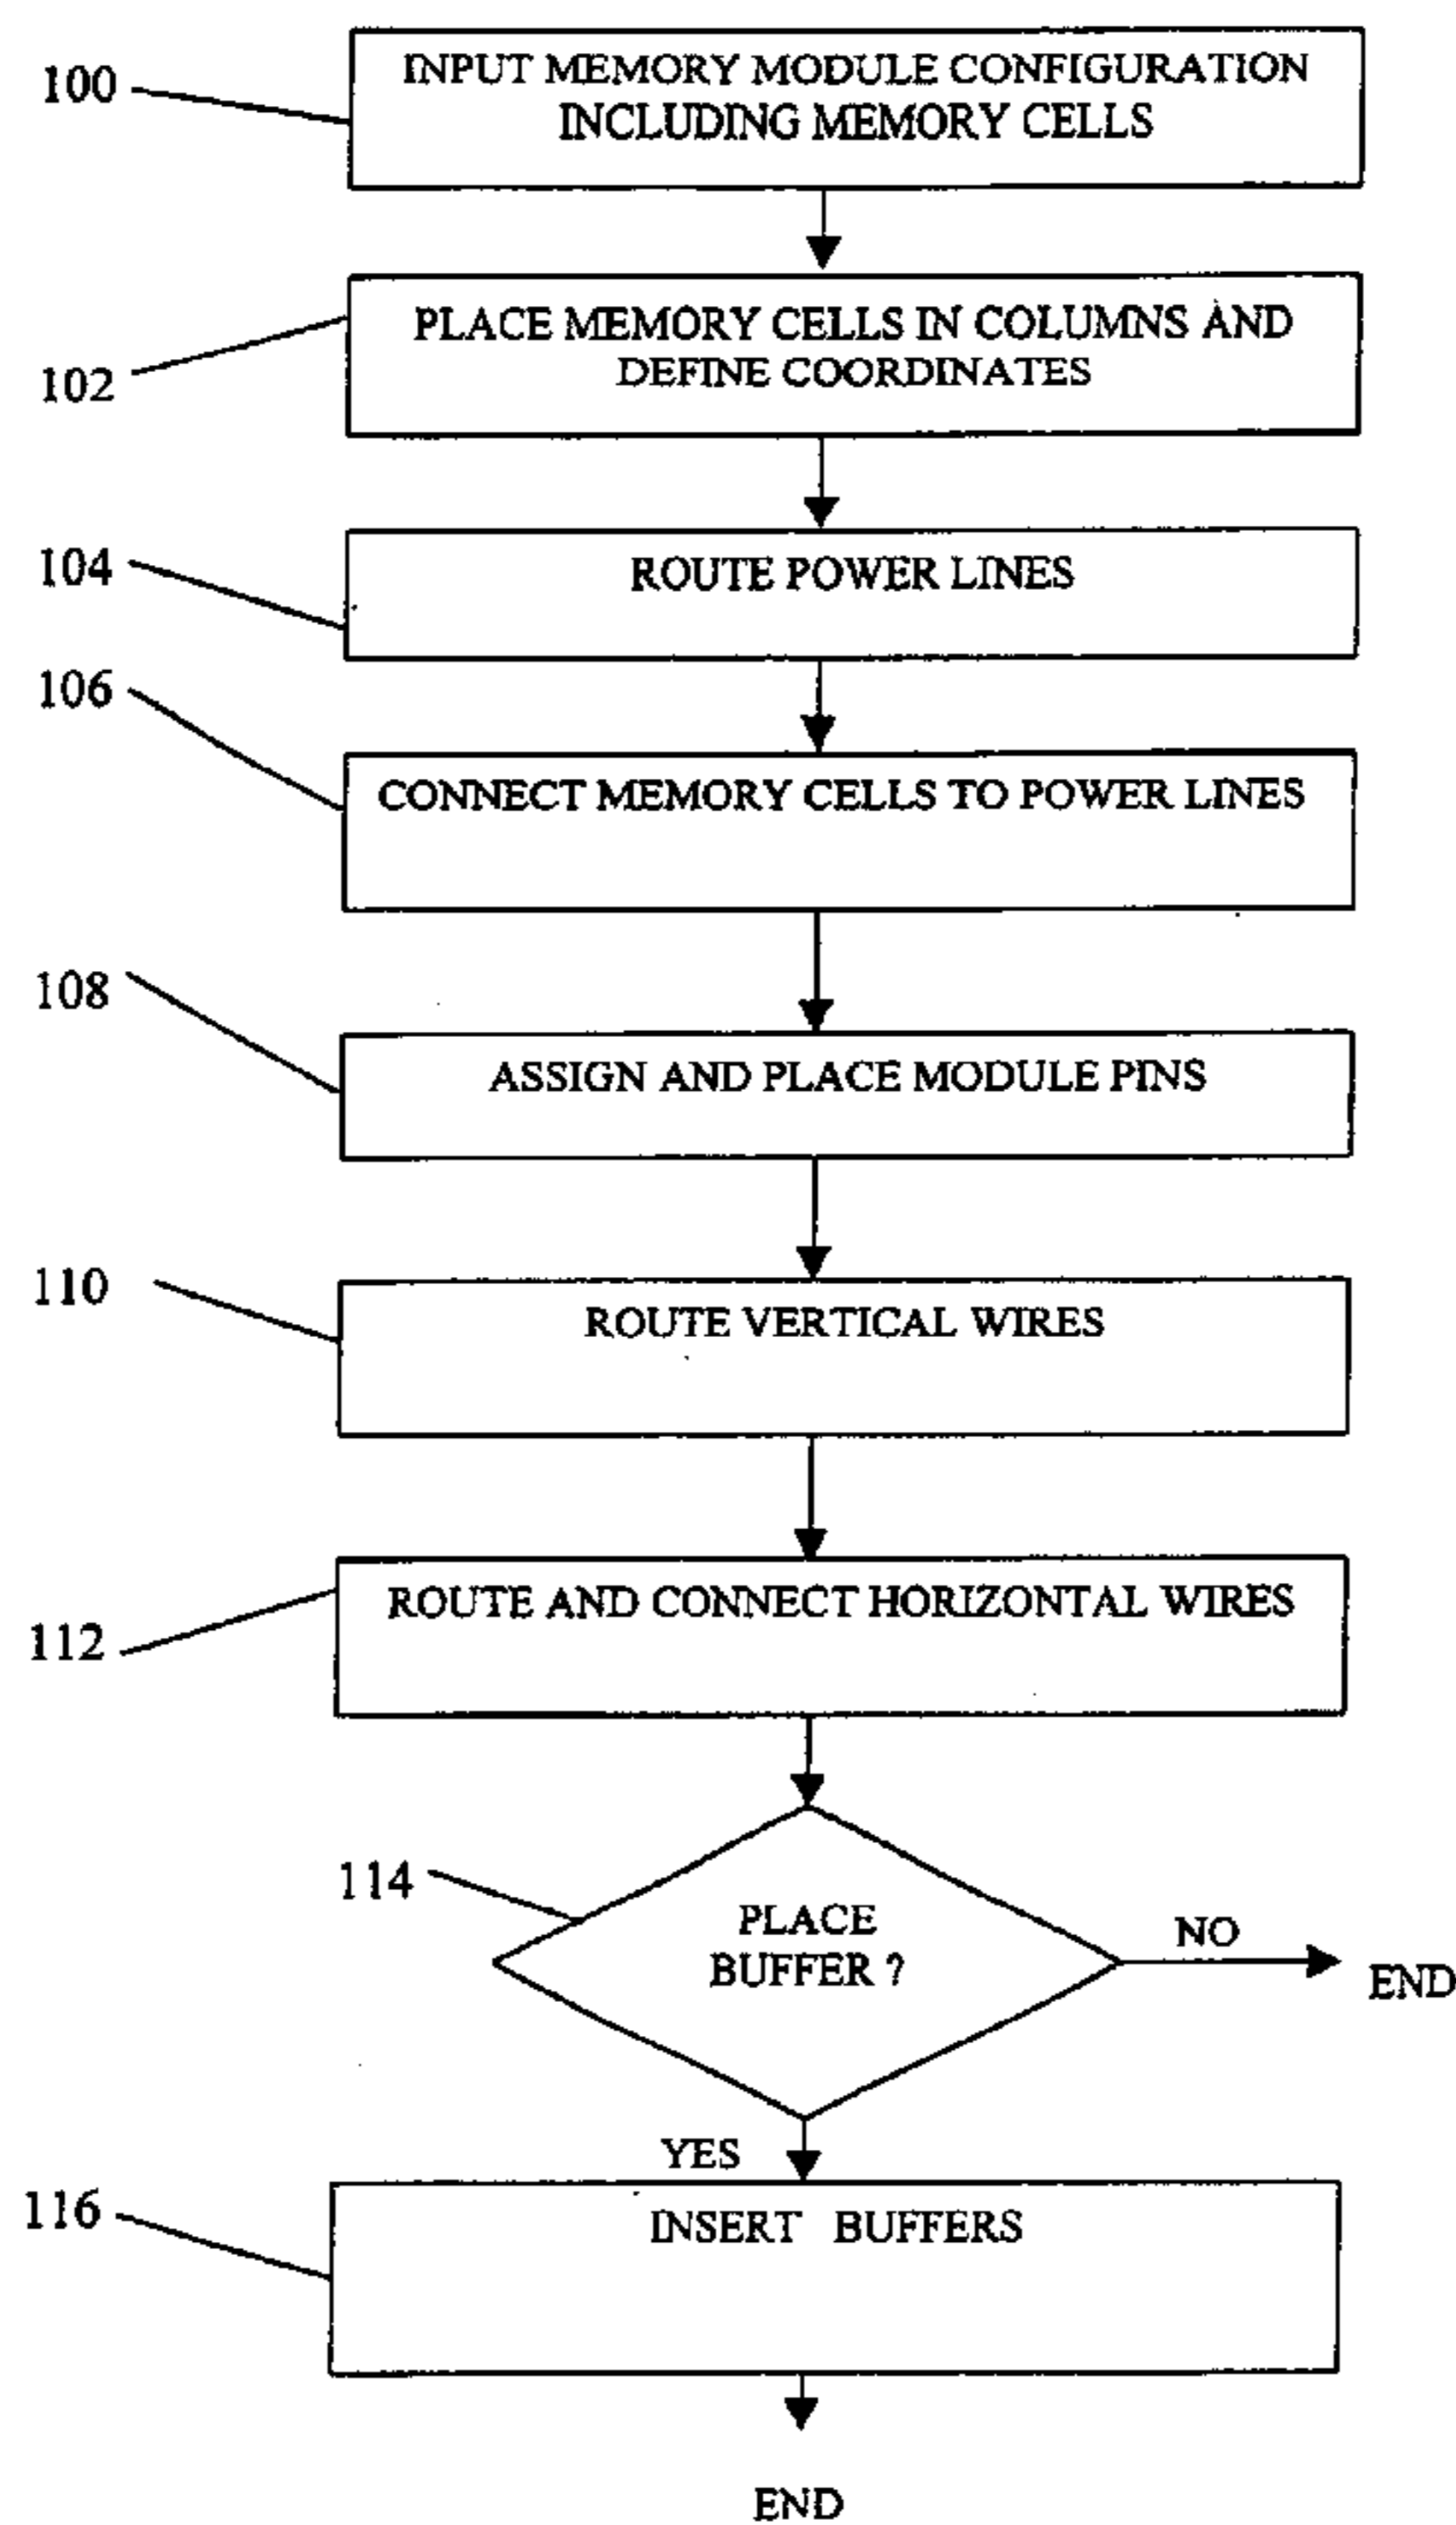 100
INPUT MEMORY MODULE CONFIGURATION
INCLUDING MEMORY CELLS
102
PLACE MEMORY CELLS IN COLUMNS AND
DEFINE COORDINATES
104
ROUTE POWER LINES
106
CONNECT MEMORY CELLS TO POWER LINES
108
ASSIGN AND PLACE MODULE PINS
110
ROUTE VERTICAL WIRES
112
ROUTE AND CONNECT HORIZONTAL WIRES
114
PLACE
BUFFER ?
NO
END
YES
116
INSERT BUFFERS
END